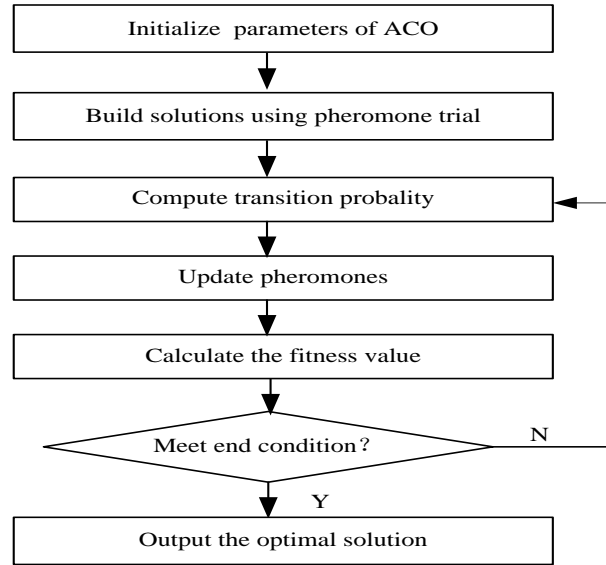 Initialize parameters of ACO
Build solutions using pheromone trial
Compute transition probality
Update pheromones
Calculate the fitness value
Meet end condition？
N
Y
Output the optimal solution